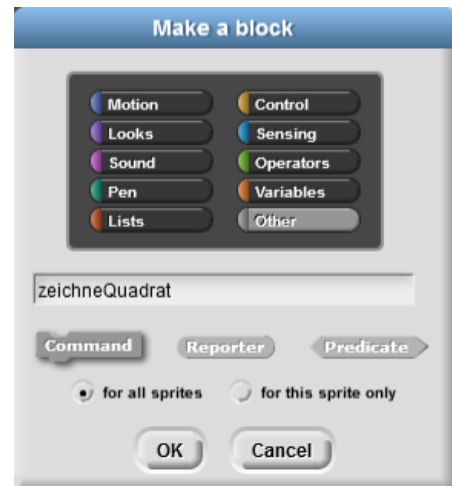 Make a block
Motion Control
Looks Sensing
Sound Operators
Pen Variables
Lists Other
zeichneQuadrat
Command Reporter Predicate
for all sprites for this sprite only
OK Cancel